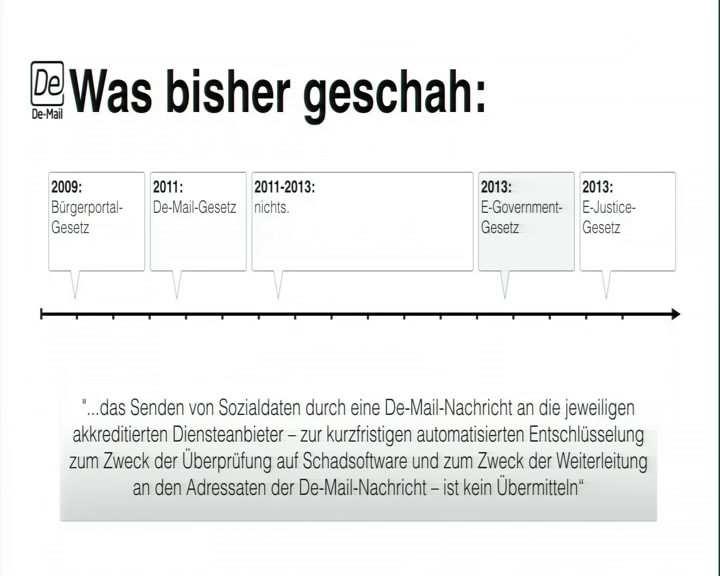 De
De-Mail
Was bisher geschah:
2009:
Bürgerportal-
Gesetz
2011:
De-Mail-Gesetz
2011-2013:
nichts.
2013:
E-Government-
Gesetz
2013:
E-Justice-
Gesetz
"...das Senden von Sozialdaten durch eine De-Mail-Nachricht an die jeweiligen
akkreditierten Diensteanbieter – zur kurzfristigen automatisierten Entschlüsselung
zum Zweck der Überprüfung auf Schadsoftware und zum Zweck der Weiterleitung
an den Adressaten der De-Mail-Nachricht – ist kein Übermitteln“